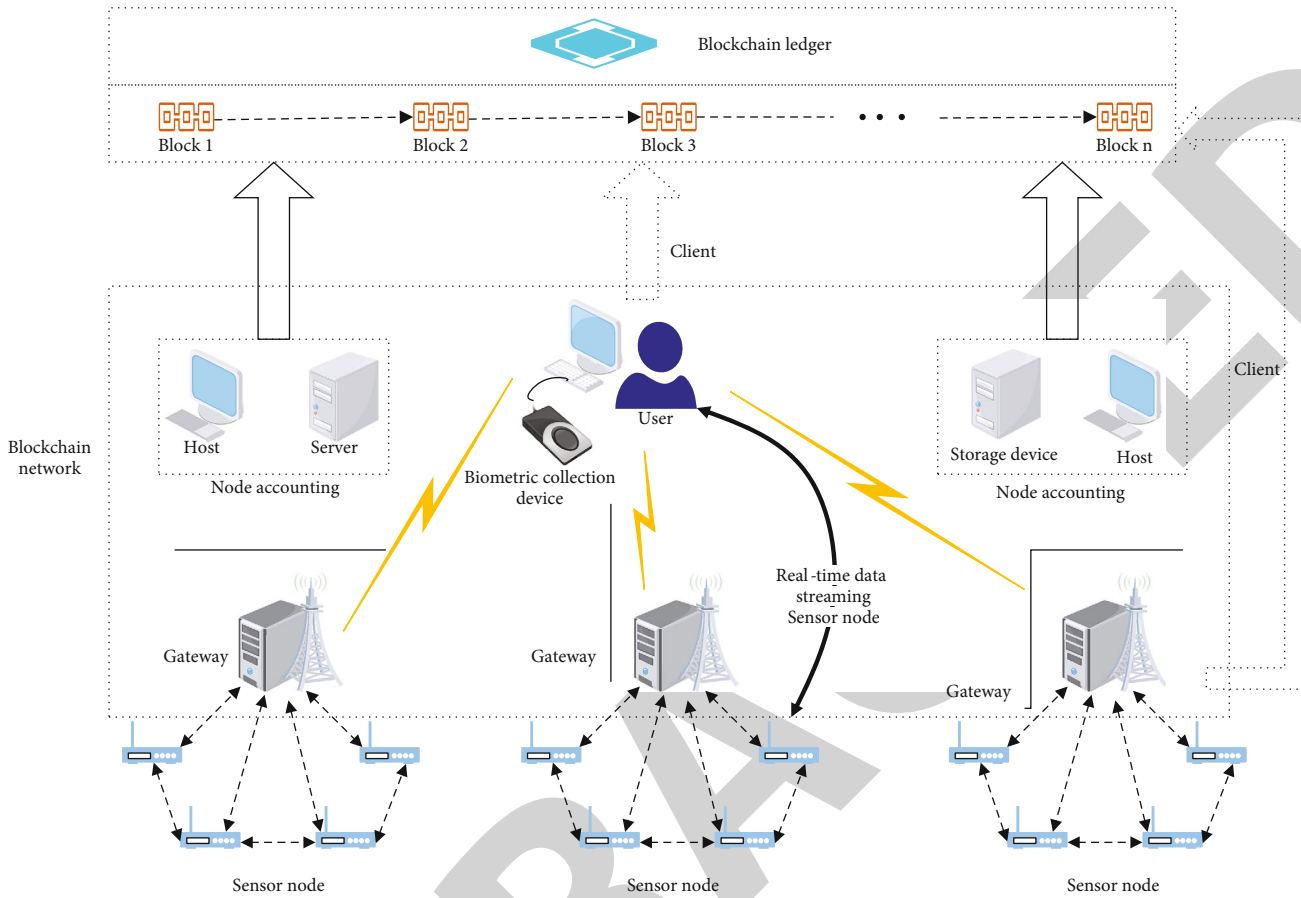 Blockchain ledger
Block 1
Block 2
Block 3
Block n
Client
Client
Blockchain
network
Host
Server
Node accounting
User
Biometric collection
device
Storage device
Host
Node accounting
Real-time data
streaming
Sensor node
Gateway
Gateway
Gateway
Sensor node
Sensor node
Sensor node